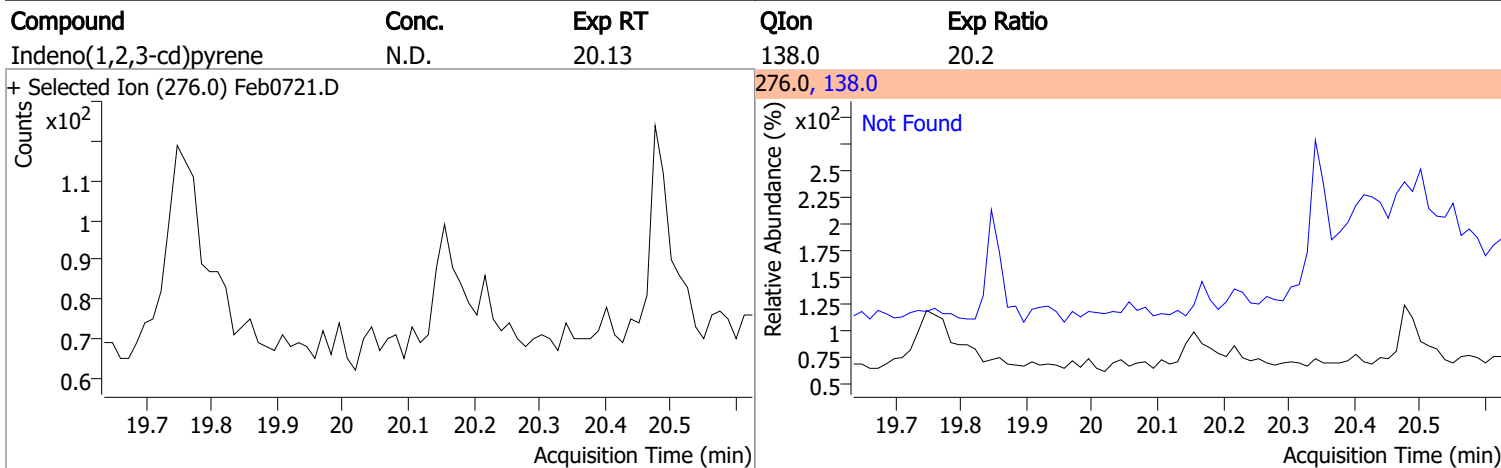 Compound Conc. Exp RT QIon Exp Ratio
Indeno(1,2,3-cd)pyrene N.D. 20.13 138.0 20.2
+ Selected Ion (276.0) Feb0721.D
Counts
x10²
1.1
1
0.9
0.8
0.7
0.6
19.7 19.8 19.9 20 20.1 20.2 20.3 20.4 20.5
Acquisition Time (min)
276.0, 138.0
Relative Abundance (%)
x10²
Not Found
2.5
2.25
2
1.75
1.5
1.25
1
0.75
0.5
19.7 19.8 19.9 20 20.1 20.2 20.3 20.4 20.5
Acquisition Time (min)